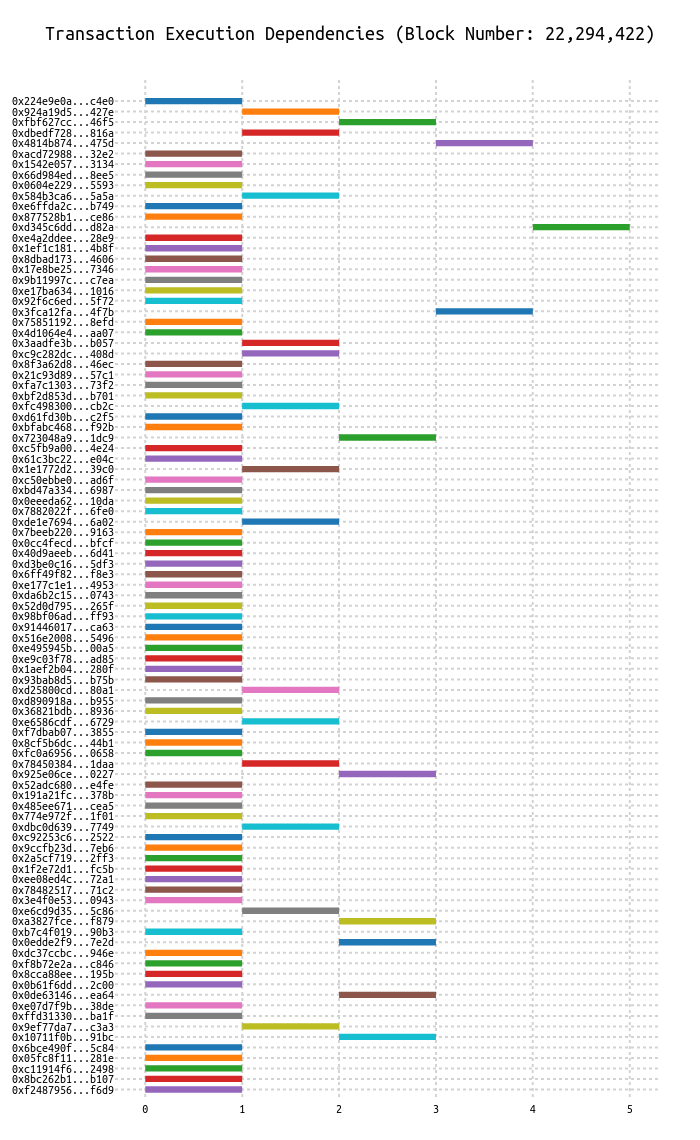 Transaction Execution Dependencies (Block Number: 22,294,422)
0x224e9e0a...c4e0
0x924a19d5...427e
0xfbf627cc...46f5
0xdbedf728...816a
0x4814b874...475d
0xacd72988...32e2
0x1542e057...3134
0x66d984ed...8ee5
0x0604e229...5593
0x584b3ca6...5a5a
0xe6ffda2c...b749
0x877528b1...ce86
0xd345c6dd...d82a
0xe4a2ddee...28e9
0x1ef1c181...4b8f
0x8dbad173...4606
0x17e8be25...7346
0x9b11997c...c7ea
0xe17ba634...1016
0x92f6c6ed...5f72
0x3fca12fa...4f7b
0x75851192...8efd
0x4d1064e4...aa07
0x3aadfe3b...b057
0xc9c282dc...408d
0x8f3a62d8...46ec
0x21c93d89...57c1
0xfa7c1303...73f2
0xbf2d853d...b701
0xfc498300...cb2c
0xd61fd30b...c2f5
0xbfabc468...f92b
0x723048a9...1dc9
0xc5fb9a00...4e24
0x61c3bc22...e04c
0x1e1772d2...39c0
0xc50ebbe0...ad6f
0xbd47a334...6987
0x0eeeda62...10da
0x7882022f...6fe0
0xde1e7694...6a02
0x7beeb220...9163
0x0cc4fecd...bfcf
0x40d9aeeb...6d41
0xd3be0c16...5df3
0x6ff49f82...f8e3
0xe177c1e1...4953
0xda6b2c15...0743
0x52d0d795...265f
0x98bf06ad...ff93
0x91446017...ca63
0x516e2008...5496
0xe495945b...00a5
0xe9c03f78...ad85
0x1aef2b04...280f
0x93bab8d5...b75b
0xd25800cd...80a1
0xd890918a...b955
0x36821bdb...8936
0xe6586cdf...6729
0xf7dbab07...3855
0x8cf5b6dc...44b1
0xfc0a6956...0658
0x78450384...1daa
0x925e06ce...0227
0x52adc680...e4fe
0x191a21fc...378b
0x485ee671...cea5
0x774e972f...1f01
0xdbc0d639...7749
0xc92253c6...2522
0x9ccfb23d...7eb6
0x2a5cf719...2ff3
0x1f2e72d1...fc5b
0xee08ed4c...72a1
0x78482517...71c2
0x3e4f0e53...0943
0xe6cd9d35...5c86
0xa3827fce...f879
0xb7c4f019...90b3
0x0edde2f9...7e2d
0xdc37ccbc...946e
0xf8b72e2a...c846
0x8cca88ee...195b
0x0b61f6dd...2c00
0x0de63146...ea64
0xe07d7f9b...38de
0xffd31330...ba1f
0x9ef77da7...c3a3
0x10711f0b...91bc
0x6bce490f...5c84
0x05fc8f11...281e
0xc11914f6...2498
0x8bc262b1...b107
0xf2487956...f6d9
0 1 2 3 4 5